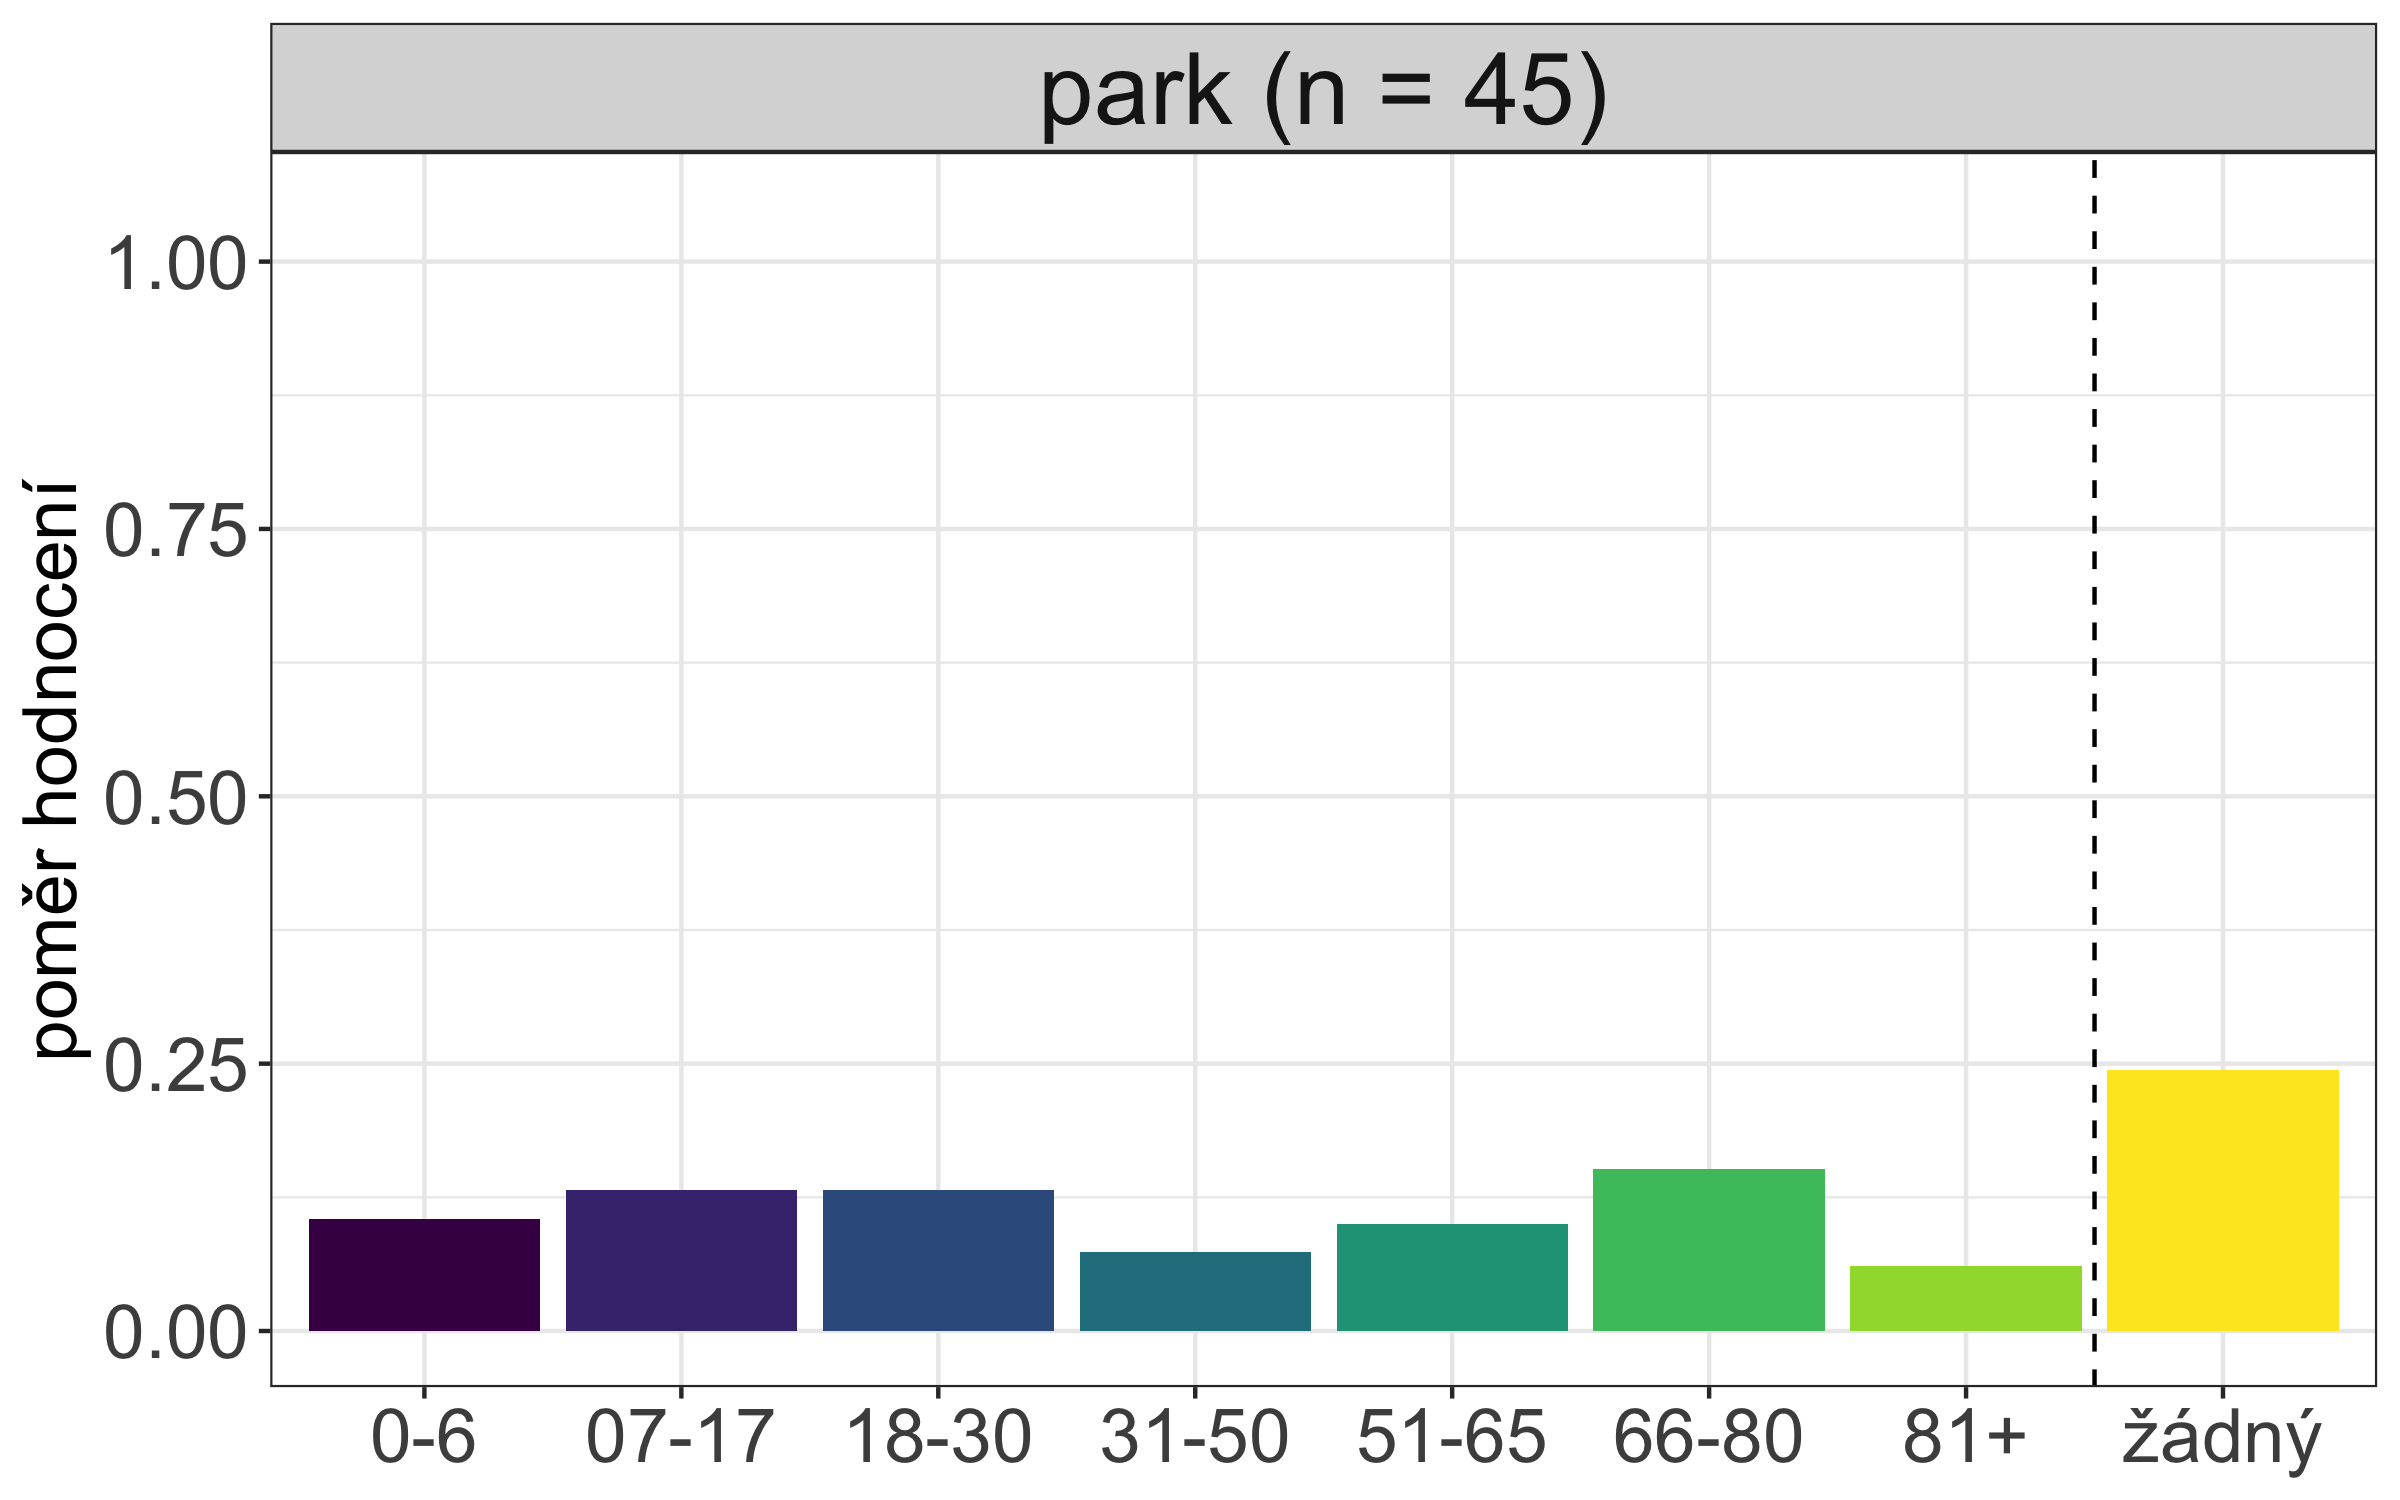 park (n = 45)
poměr hodnocení
1.00
0.75
0.50
0.25
0.00
0-6 07-17 18-30 31-50 51-65 66-80 81+ žádný